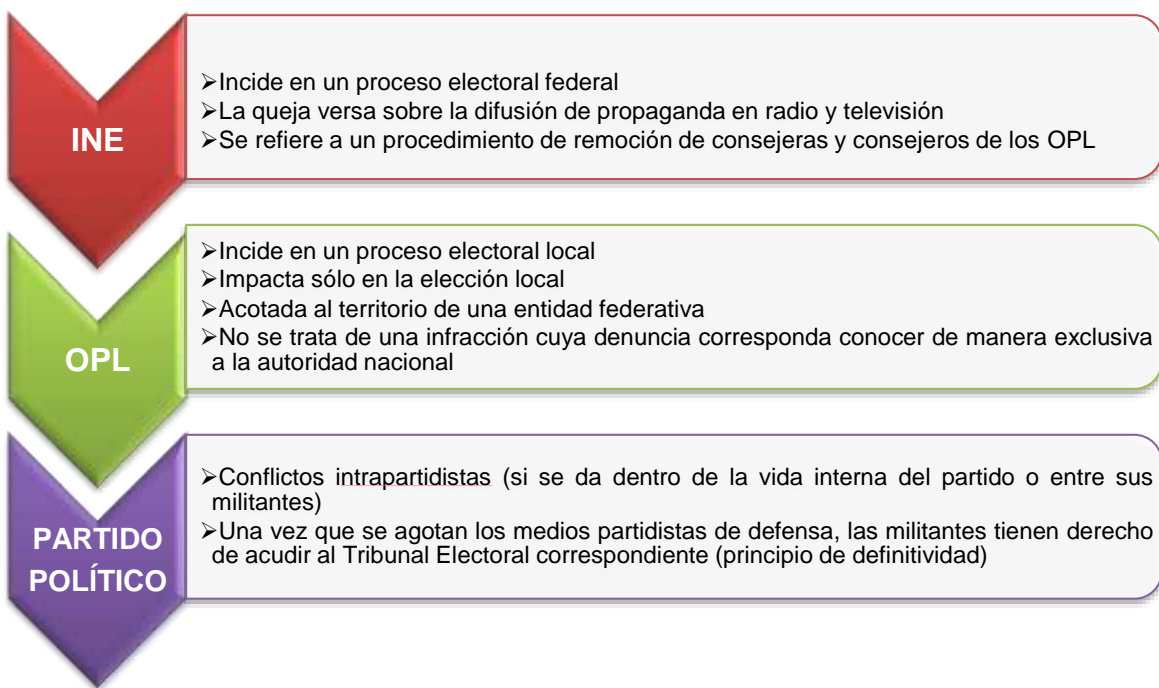 INE
➢Incide en un proceso electoral federal
➢La queja versa sobre la difusión de propaganda en radio y televisión
➢Se refiere a un procedimiento de remoción de consejeras y consejeros de los OPL
OPL
➢Incide en un proceso electoral local
➢Impacta sólo en la elección local
➢Acotada al territorio de una entidad federativa
➢No se trata de una infracción cuya denuncia corresponda conocer de manera exclusiva
a la autoridad nacional
PARTIDO
POLÍTICO
➢Conflictos intrapartidistas (si se da dentro de la vida interna del partido o entre sus
militantes)
➢Una vez que se agotan los medios partidistas de defensa, las militantes tienen derecho
de acudir al Tribunal Electoral correspondiente (principio de definitividad)